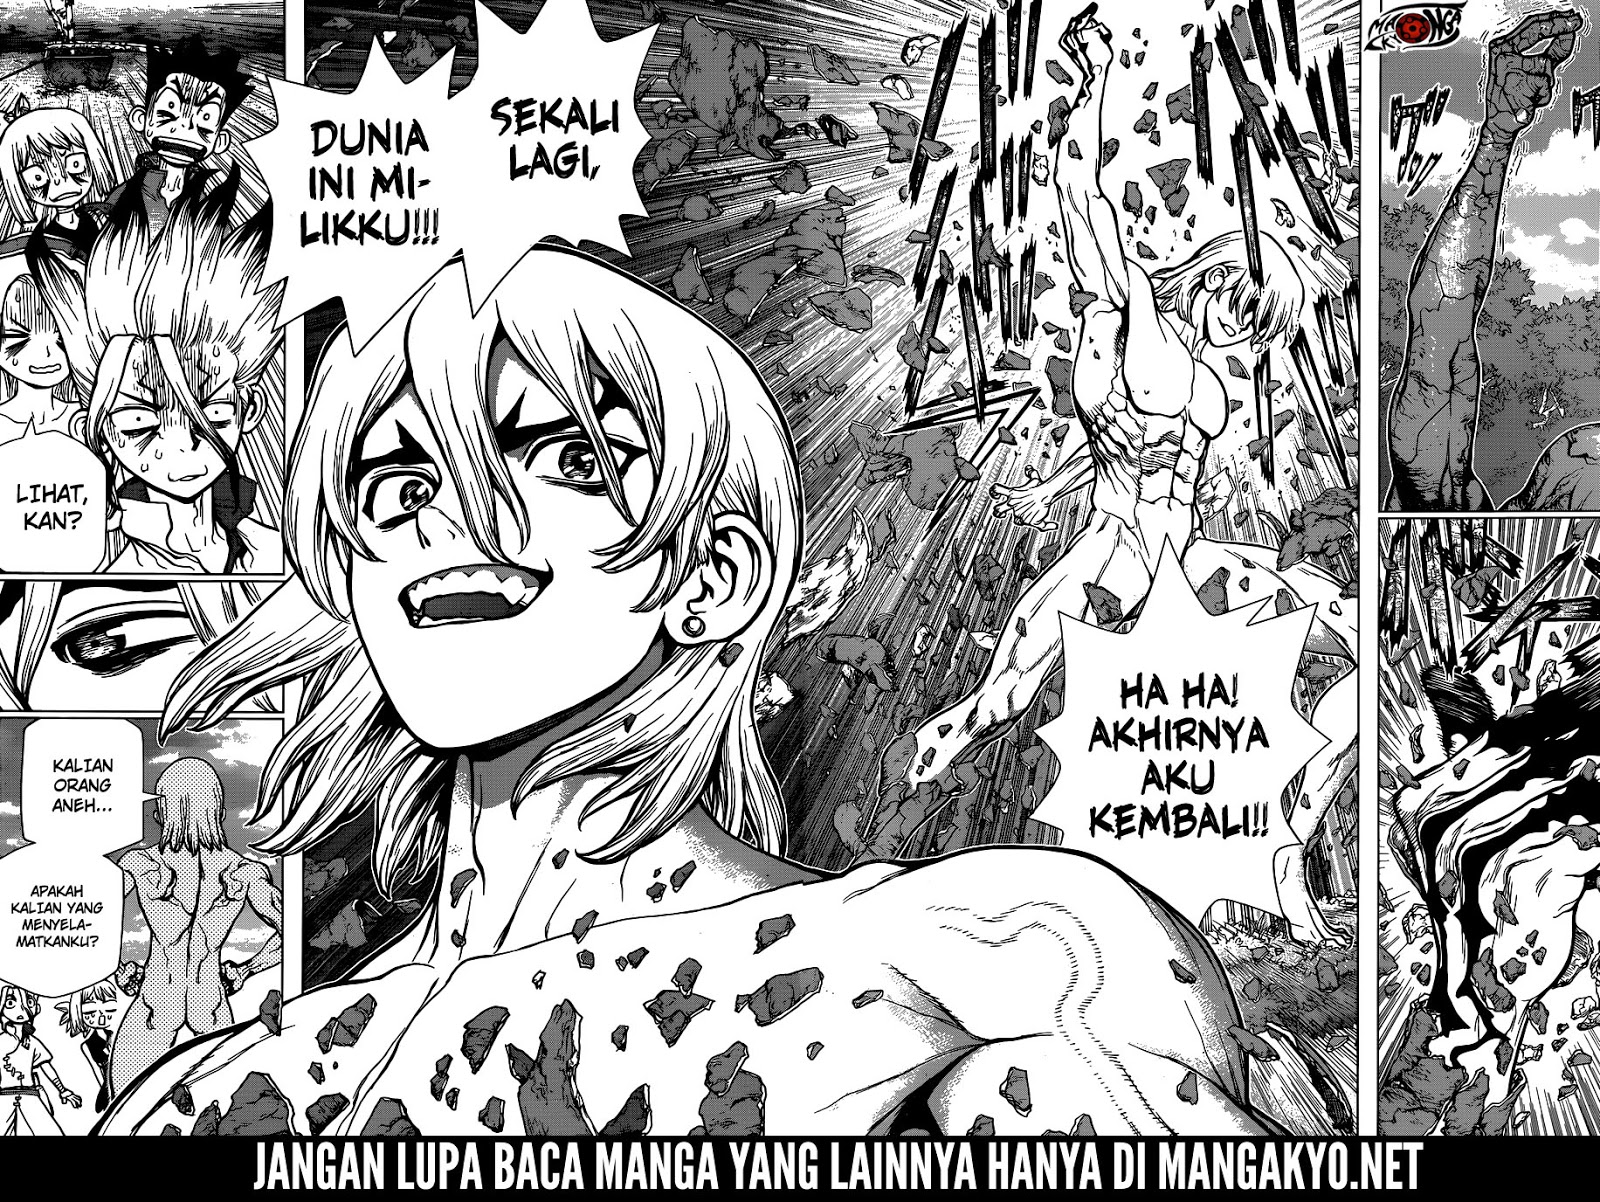 HA HA!
AKHIRNYA
AKU
KEMBALI!!
SEKALI
LAGI,
DUNIA
INI MI-
LIKKU!!!
LIHAT,
KAN?
KALIAN
ORANG
ANEH...
APAKAH
KALIAN YANG
MENYELA-
MATKANKU?
JANGAN LUPA BACA MANGA YANG LAINNYA HANYA DI MANGAKYO.NET